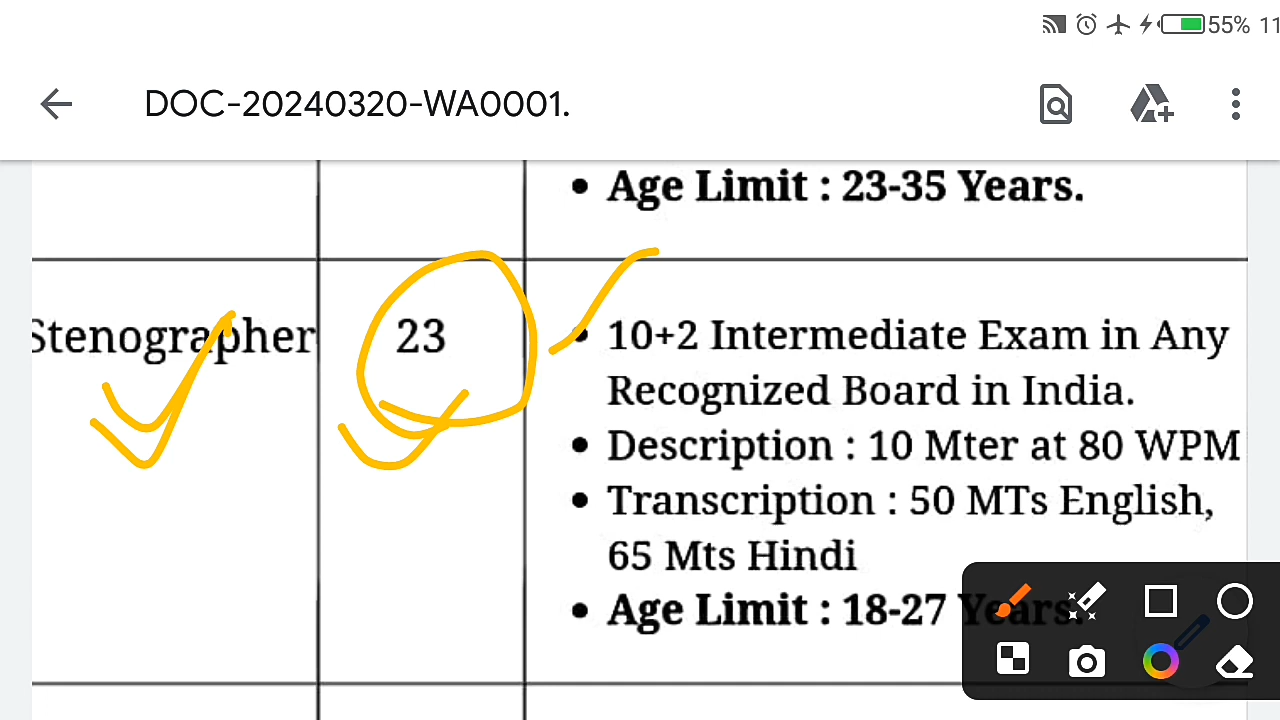 55% 11
DOC-20240320-WA0001.
Age Limit : 23-35 Years.
Stenographer
23
10+2 Intermediate Exam in Any
Recognized Board in India.
Description : 10 Mter at 80 WPM
Transcription : 50 MTs English,
65 Mts Hindi
Age Limit : 18-27 Years.